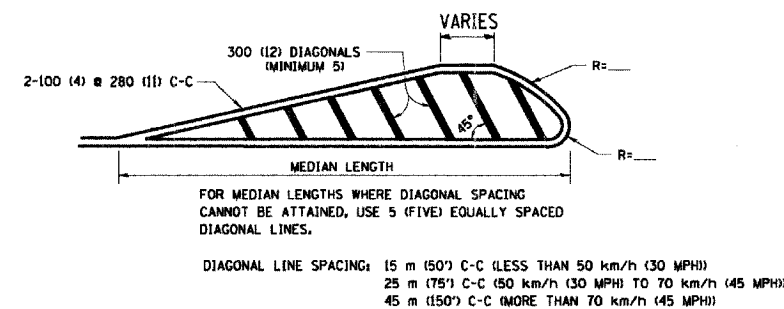 VARIES
300 (12) DIAGONALS
(MINIMUM 5)
R=___
2-100 (4) @ 280 (11) C-C
45°
R=___
MEDIAN LENGTH
FOR MEDIAN LENGTHS WHERE DIAGONAL SPACING
CANNOT BE ATTAINED, USE 5 (FIVE) EQUALLY SPACED
DIAGONAL LINES.
DIAGONAL LINE SPACING: 15 m (50') C-C (LESS THAN 50 km/h (30 MPH))
25 m (75') C-C (50 km/h (30 MPH) TO 70 km/h (45 MPH))
45 m (150') C-C (MORE THAN 70 km/h (45 MPH))